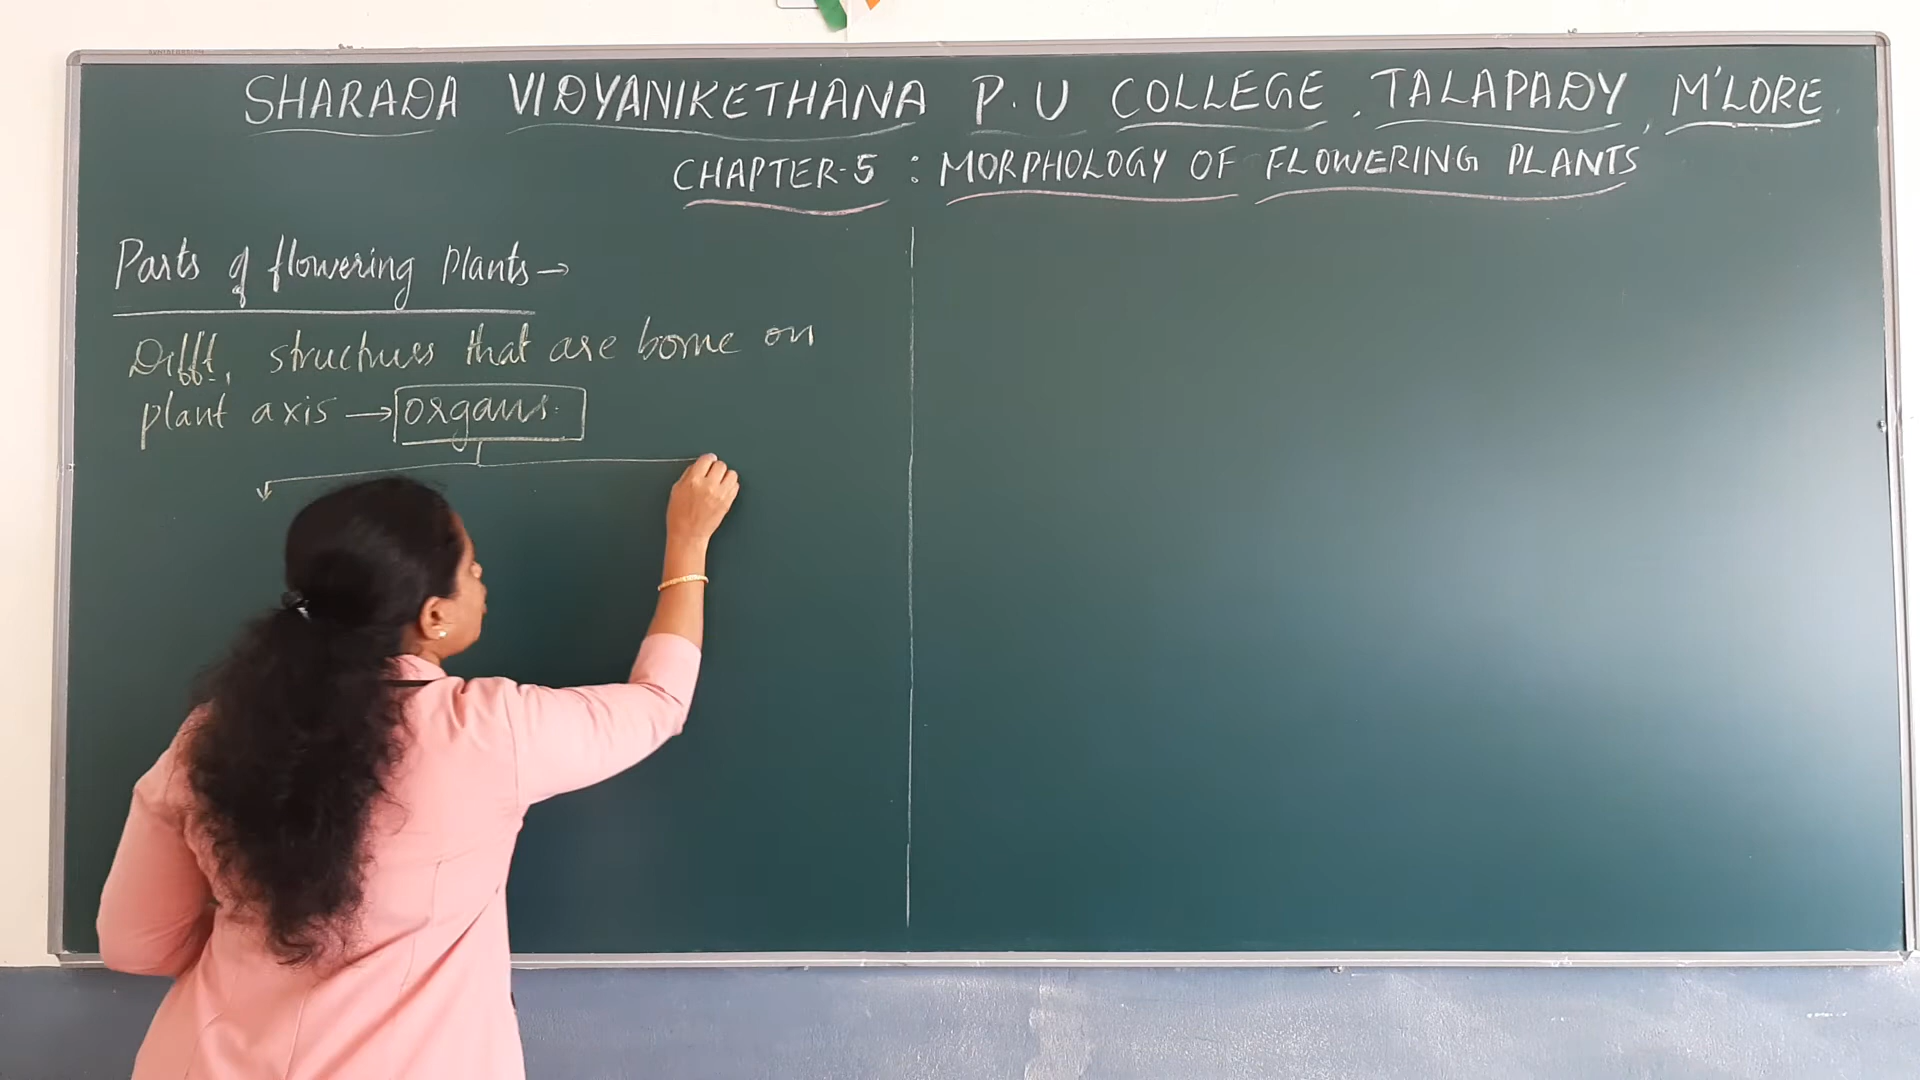 SHARADA VIDYANIKETHANA P.U COLLEGE, TALAPADY, M'LORE
CHAPTER-5 : MORPHOLOGY OF FLOWERING PLANTS
Parts of flowering plants →
Difft, structures that are borne on
plant axis → organs.